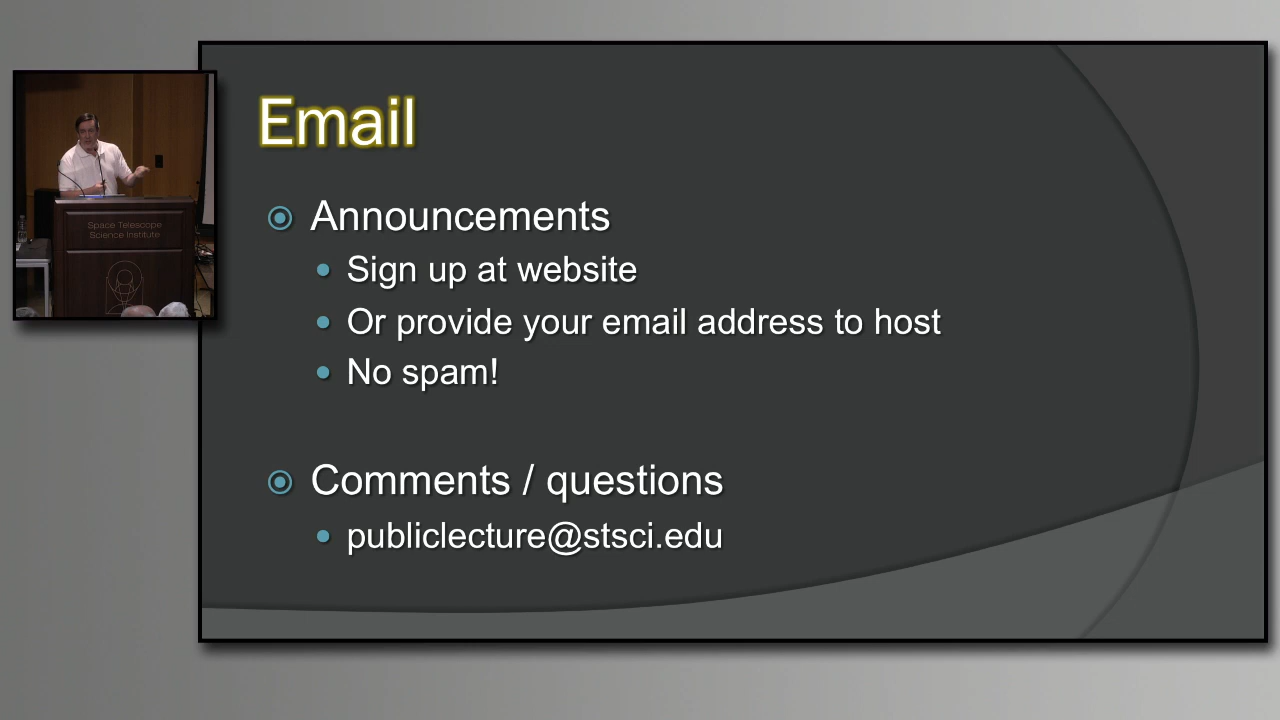 Email
Announcements
Sign up at website
Or provide your email address to host
No spam!
Comments / questions
publiclecture@stsci.edu
Space Telescope
Science Institute